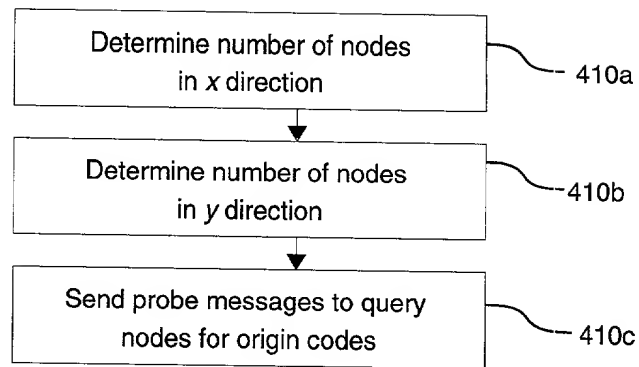 Determine number of nodes
in x direction
410a
Determine number of nodes
in y direction
410b
Send probe messages to query
nodes for origin codes
410c